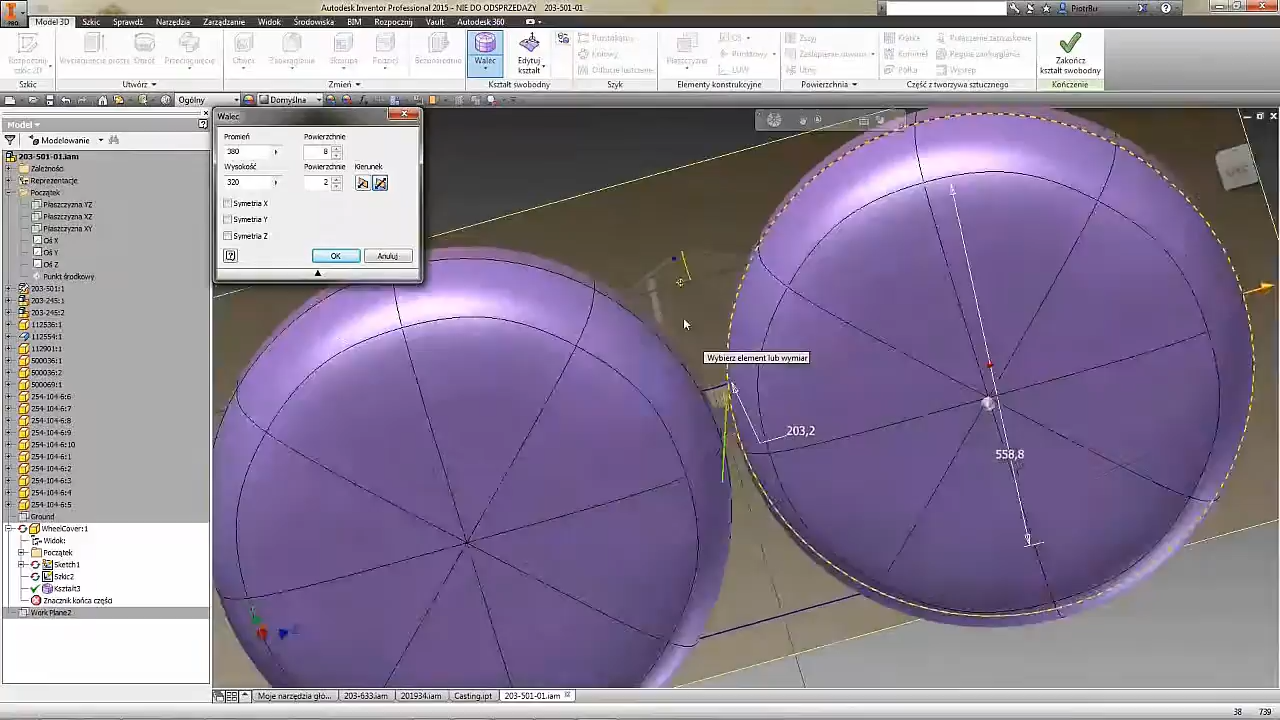 Autodesk Inventor Professional 2015 - NIE DO ODSPRZEDAŻY 203-501-01
PiotrBu
PRO
Model 3D Szkic Sprawdź Narzędzia Zarządzanie Widok Środowiska BIM Rozpocznij Vault Autodesk 360
Walec
Edytuj kształt
Zakończ kształt swobodny
Szkic Utwórz Zmień Kształt swobodny Szyk Elementy konstrukcyjne Powierzchnia Część z tworzywa sztucznego Kończenie
Ogólny Domyślna
Model
Modelowanie
203-501-01.iam
Zależności
Reprezentacje
Początek
Płaszczyzna YZ
Płaszczyzna XZ
Płaszczyzna XY
Oś X
Oś Y
Oś Z
Punkt środkowy
203-501:1
203-245:1
203-245:2
112536:1
112554:1
112901:1
500036:1
500036:2
500069:1
254-104-6:6
254-104-6:7
254-104-6:8
254-104-6:9
254-104-6:10
254-104-6:1
254-104-6:2
254-104-6:3
254-104-6:4
254-104-6:5
Ground
WheelCover:1
Widok:
Początek
Sketch1
Szkic2
Kształt3
Znacznik końca części
Work Plane2
Walec
Promień Powierzchnie
380 8
Wysokość Powierzchnie Kierunek
320 2
Symetria X
Symetria Y
Symetria Z
OK Anuluj
Wybierz element lub wymiar
203,2
558,8
Moje narzędzia gło... 203-633.iam 201934.iam Casting.ipt 203-501-01.iam
38 739